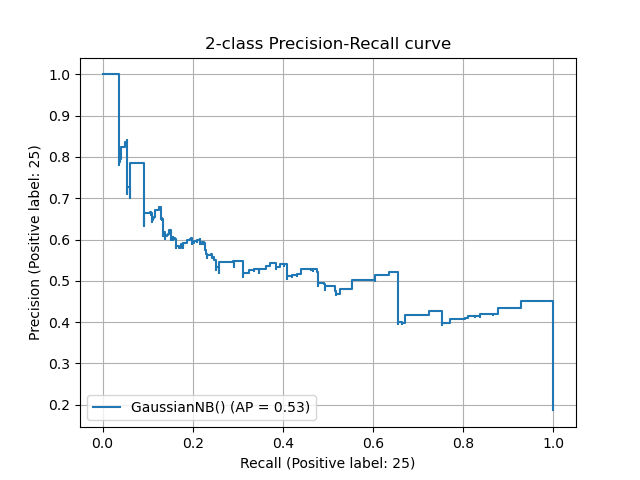 2-class Precision-Recall curve
1.0
0.9
0.8
0.7
0.6
0.5
0.4
0.3
0.2
Precision (Positive label: 25)
GaussianNB() (AP = 0.53)
0.0 0.2 0.4 0.6 0.8 1.0
Recall (Positive label: 25)